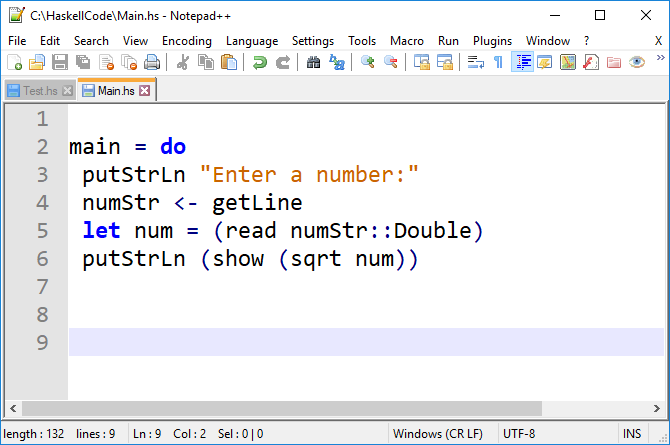 C:\HaskellCode\Main.hs - Notepad++
File Edit Search View Encoding Language Settings Tools Macro Run Plugins Window ? X
Test.hs Main.hs
1
2 main = do
3 putStrLn "Enter a number:"
4 numStr <- getLine
5 let num = (read numStr::Double)
6 putStrLn (show (sqrt num))
7
8
9
length : 132 lines : 9 Ln : 9 Col : 2 Sel : 0 | 0 Windows (CR LF) UTF-8 INS